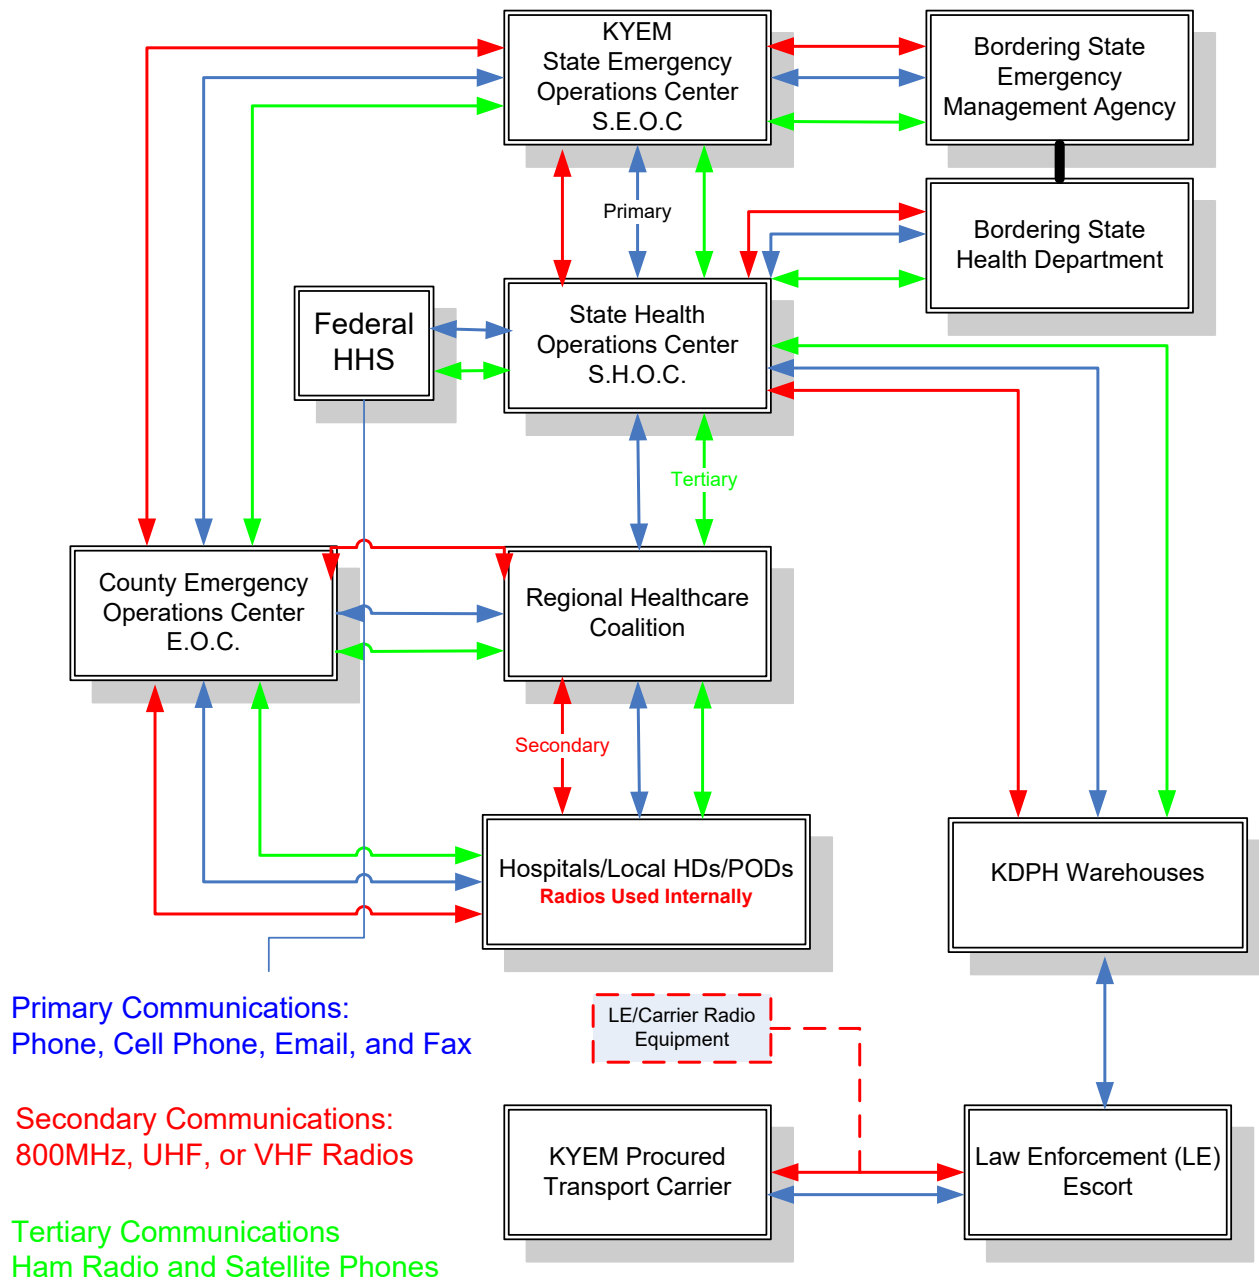 KYEM
State Emergency
Operations Center
S.E.O.C
Bordering State
Emergency
Management Agency
Primary
Bordering State
Health Department
Federal
HHS
State Health
Operations Center
S.H.O.C.
Tertiary
County Emergency
Operations Center
E.O.C.
Regional Healthcare
Coalition
Secondary
Hospitals/Local HDs/PODs
Radios Used Internally
KDPH Warehouses
Primary Communications:
Phone, Cell Phone, Email, and Fax
LE/Carrier Radio
Equipment
Secondary Communications:
800MHz, UHF, or VHF Radios
KYEM Procured
Transport Carrier
Law Enforcement (LE)
Escort
Tertiary Communications
Ham Radio and Satellite Phones